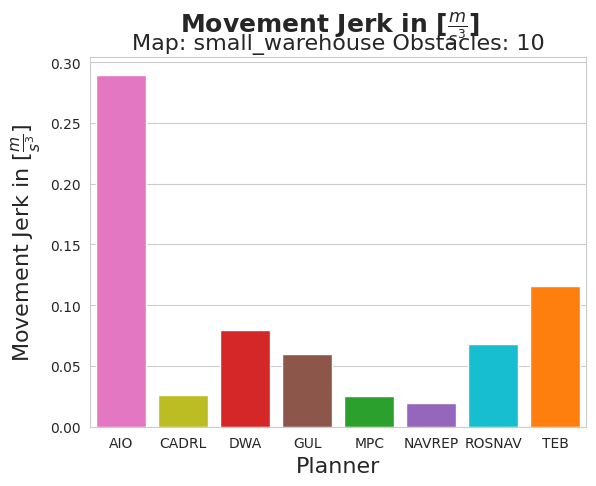 Movement Jerk in [m/s³]
Map: small_warehouse Obstacles: 10
Movement Jerk in [m/s³]
0.30
0.25
0.20
0.15
0.10
0.05
0.00
AIO CADRL DWA GUL MPC NAVREP ROSNAV TEB
Planner